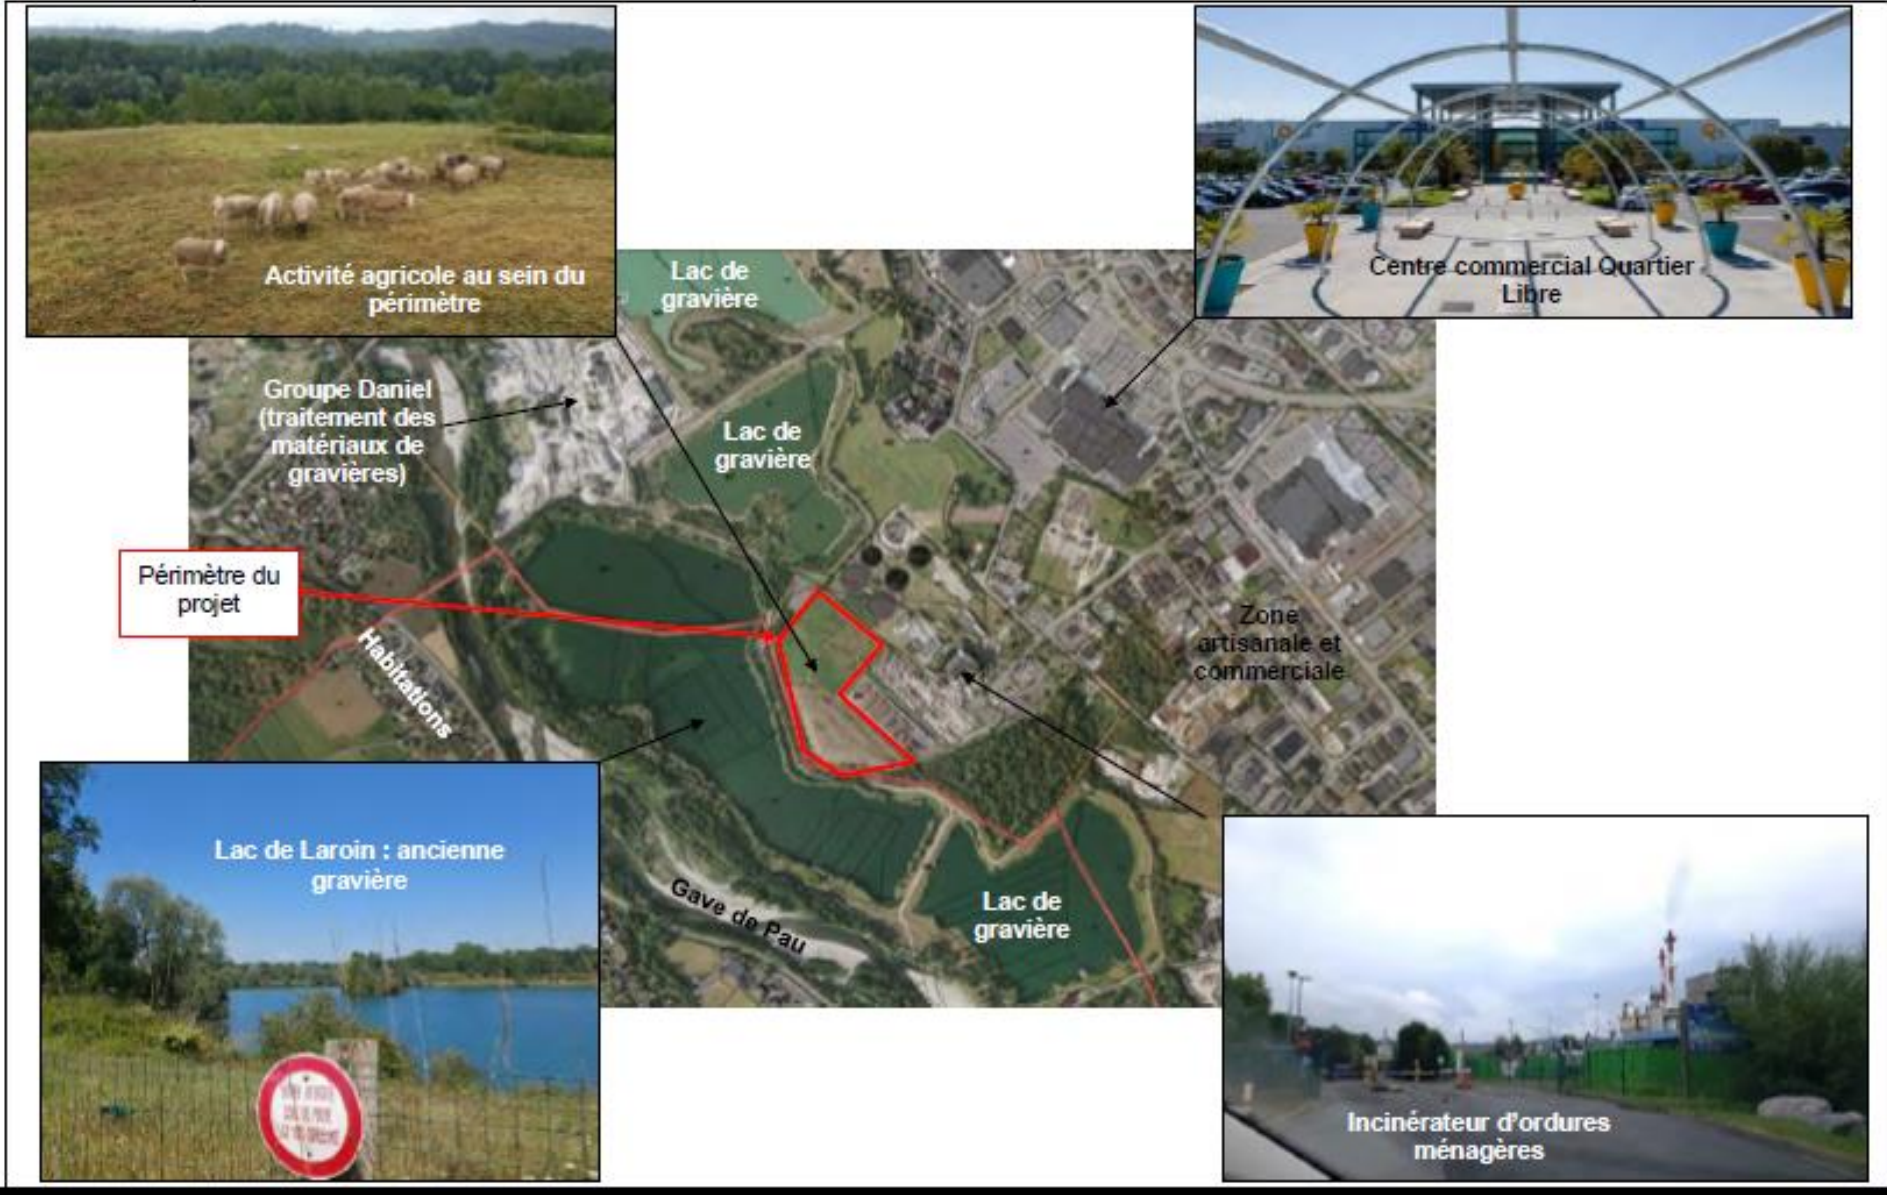 Activité agricole au sein du
périmètre
Centre commercial Quartier
Libre
Lac de
gravière
Groupe Daniel
(traitement des
matériaux de
gravières)
Lac de
gravière
Périmètre du
projet
Habitations
Zone
artisanale et
commerciale
Lac de Laroin : ancienne
gravière
Gave de Pau
Lac de
gravière
Incinérateur d'ordures
ménagères